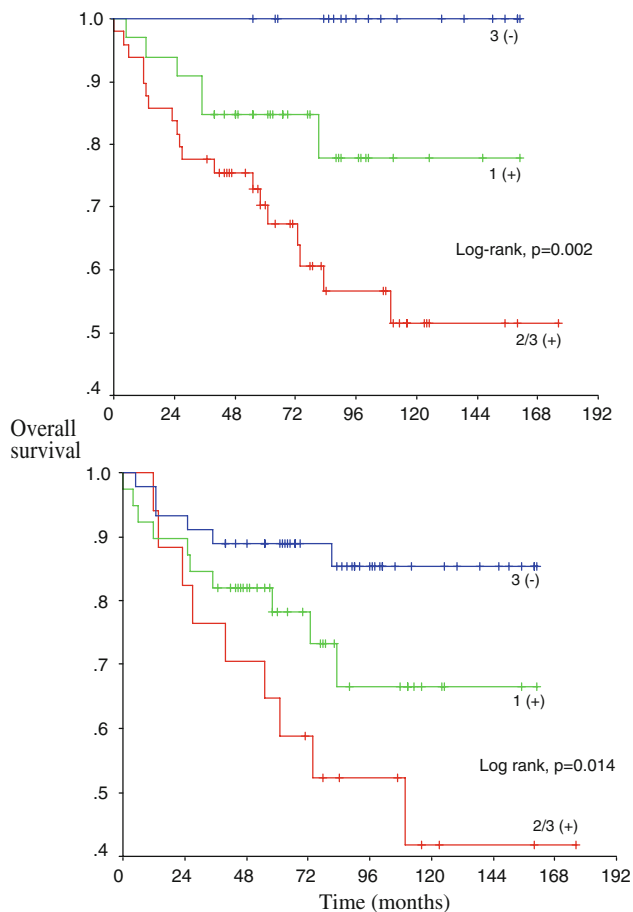 1.0
3 (-)
.9
.8
1 (+)
.7
Log-rank, p=0.002
.6
.5
2/3 (+)
.4
0 24 48 72 96 120 144 168 192
Overall
survival
1.0
.9
3 (-)
.8
.7
1 (+)
.6
Log rank, p=0.014
.5
2/3 (+)
.4
0 24 48 72 96 120 144 168 192
Time (months)